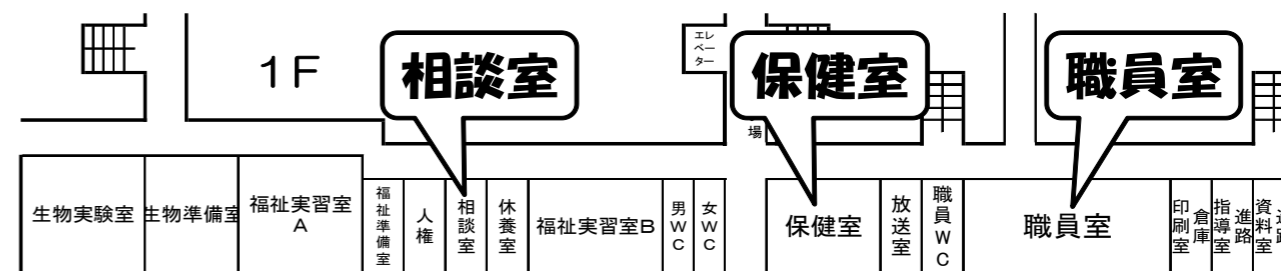 1F
相談室
エレベーター
保健室
職員室
場
生物実験室
生物準備室
福祉実習室
A
福祉準備室
人権
相談室
休養室
福祉実習室B
男WC
女WC
保健室
放送室
職員WC
職員室
印刷室
倉庫
指導室
進路
資料室
進路